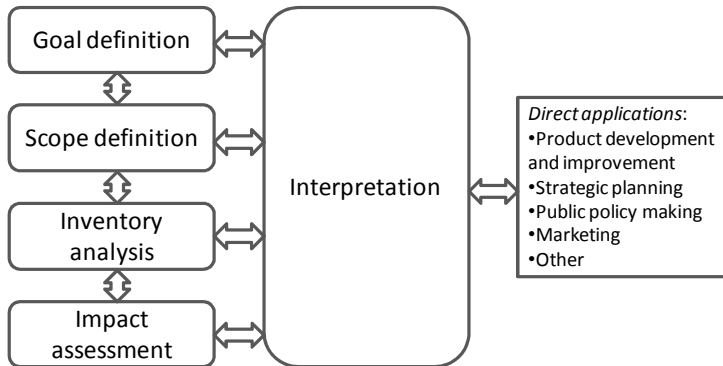 Goal definition
Scope definition
Inventory
analysis
Impact
assessment
Interpretation
Direct applications:
•Product development
and improvement
•Strategic planning
•Public policy making
•Marketing
•Other